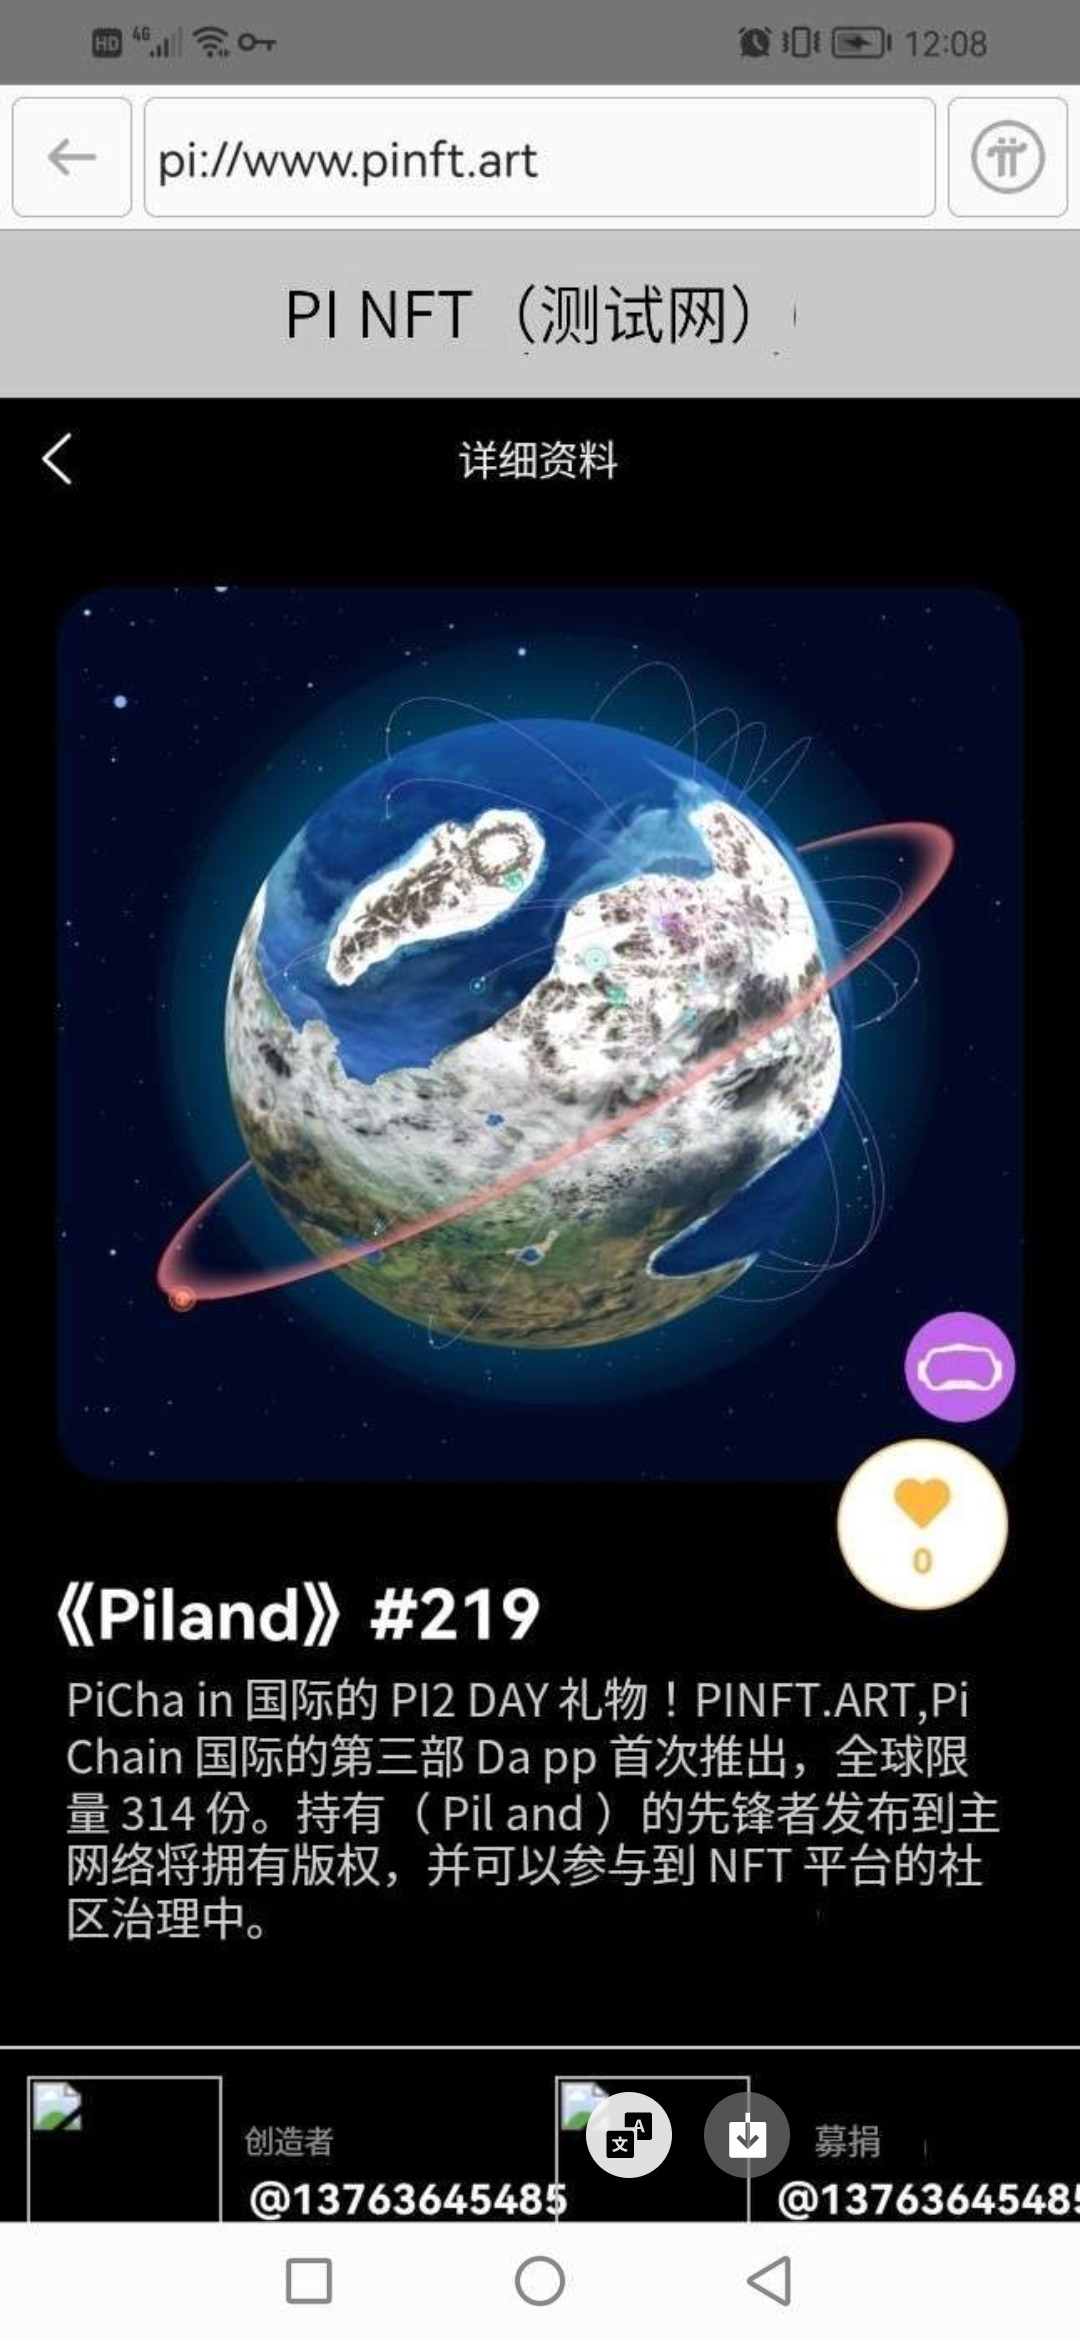 HD 4G 12:08
pi://www.pinft.art
PI NFT（测试网）
详细资料
0
《Piland》 #219
PiCha in 国际的 PI2 DAY 礼物！PINFT.ART,Pi
Chain 国际的第三部 Da pp 首次推出，全球限
量 314 份。持有（ Pil and ）的先锋者发布到主
网络将拥有版权，并可以参与到 NFT 平台的社
区治理中。
创造者
@13763645485
文 A
募捐
@13763645485